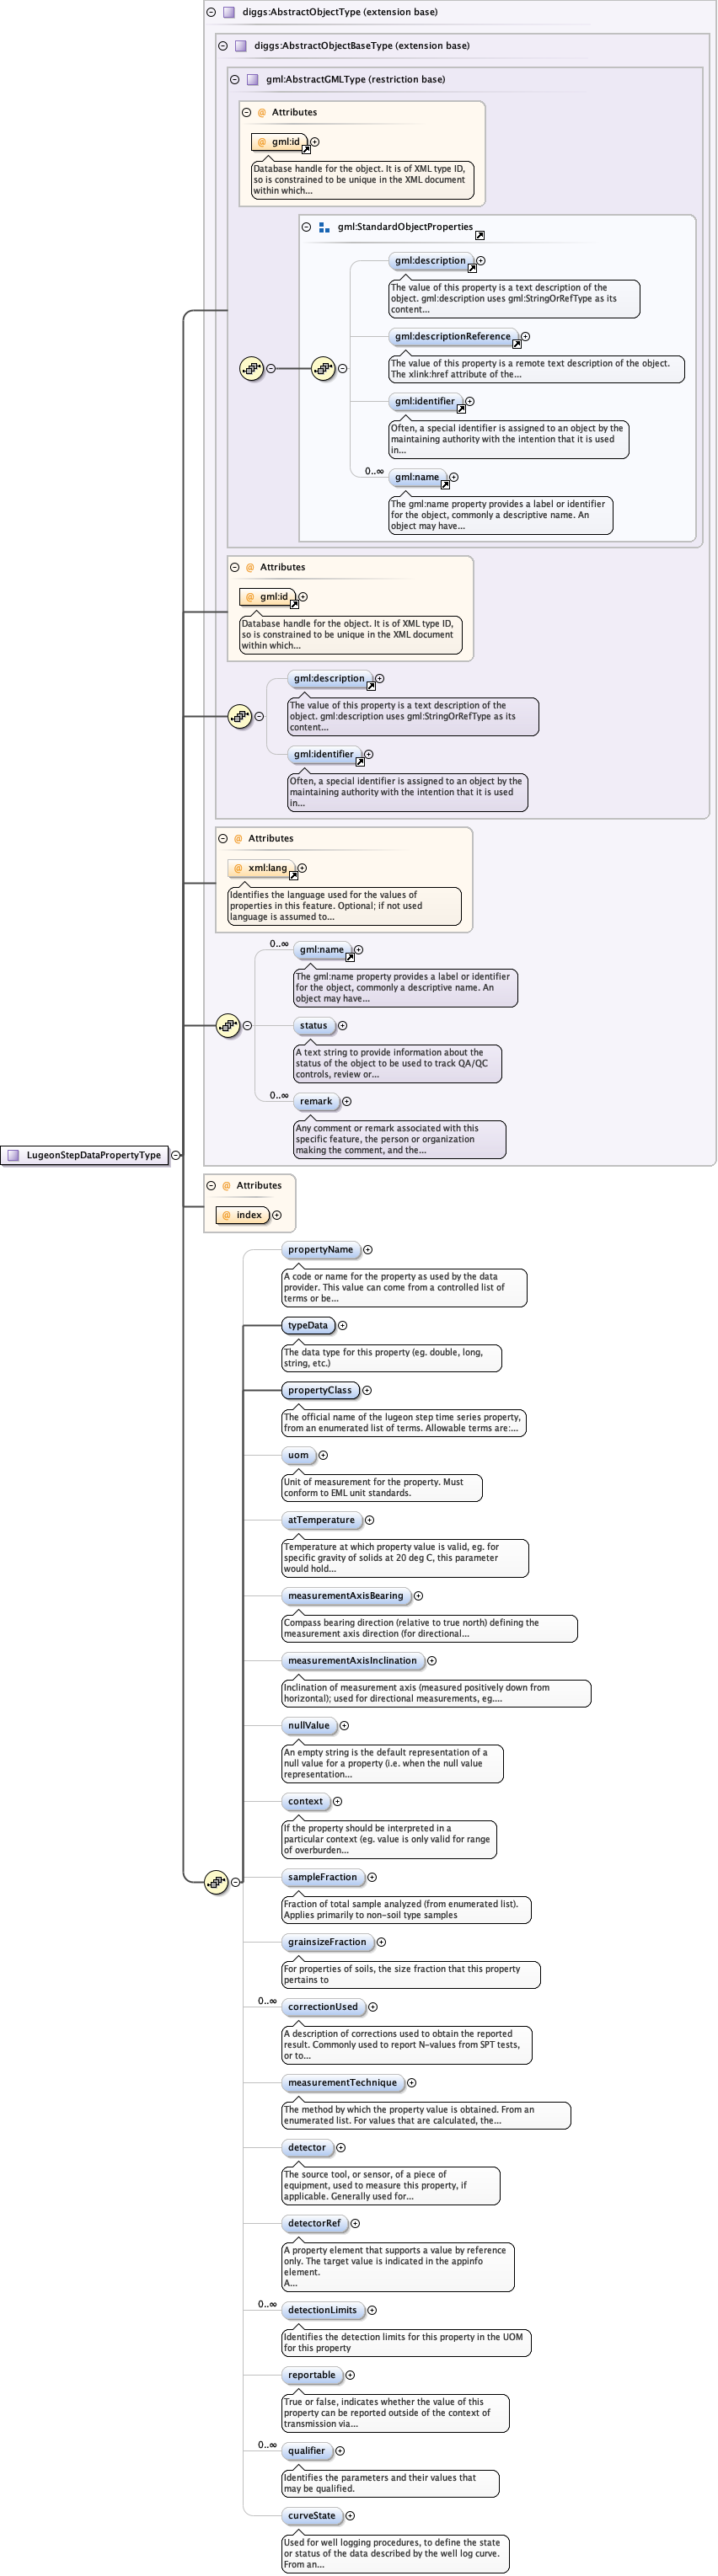 diggs:AbstractObjectType (extension base)
diggs:AbstractObjectBaseType (extension base)
gml:AbstractGMLType (restriction base)
@ Attributes
@ gml:id
Database handle for the object. It is of XML type ID,
so is constrained to be unique in the XML document
within which...
gml:StandardObjectProperties
gml:description
The value of this property is a text description of the
object. gml:description uses gml:StringOrRefType as its
content...
gml:descriptionReference
The value of this property is a remote text description of the object.
The xlink:href attribute of the...
gml:identifier
Often, a special identifier is assigned to an object by the
maintaining authority with the intention that it is used
in...
0..∞
gml:name
The gml:name property provides a label or identifier
for the object, commonly a descriptive name. An
object may have...
@ Attributes
@ gml:id
Database handle for the object. It is of XML type ID,
so is constrained to be unique in the XML document
within which...
gml:description
The value of this property is a text description of the
object. gml:description uses gml:StringOrRefType as its
content...
gml:identifier
Often, a special identifier is assigned to an object by the
maintaining authority with the intention that it is used
in...
@ Attributes
@ xml:lang
Identifies the language used for the values of
properties in this feature. Optional; if not used
language is assumed to...
0..∞
gml:name
The gml:name property provides a label or identifier
for the object, commonly a descriptive name. An
object may have...
status
A text string to provide information about the
status of the object to be used to track QA/QC
controls, review or...
0..∞
remark
Any comment or remark associated with this
specific feature, the person or organization
making the comment, and the...
LugeonStepDataPropertyType
@ Attributes
@ index
propertyName
A code or name for the property as used by the data
provider. This value can come from a controlled list of
terms or be...
typeData
The data type for this property (eg. double, long,
string, etc.)
propertyClass
The official name of the lugeon step time series property,
from an enumerated list of terms. Allowable terms are:...
uom
Unit of measurement for the property. Must
conform to EML unit standards.
atTemperature
Temperature at which property value is valid, eg. for
specific gravity of solids at 20 deg C, this parameter
would hold...
measurementAxisBearing
Compass bearing direction (relative to true north) defining the
measurement axis direction (for directional...
measurementAxisInclination
Inclination of measurement axis (measured positively down from
horizontal); used for directional measurements, eg....
nullValue
An empty string is the default representation of a
null value for a property (i.e. when the null value
representation...
context
If the property should be interpreted in a
particular context (eg. value is only valid for range
of overburden...
sampleFraction
Fraction of total sample analyzed (from enumerated list).
Applies primarily to non-soil type samples
grainsizeFraction
For properties of soils, the size fraction that this property
pertains to
0..∞
correctionUsed
A description of corrections used to obtain the reported
result. Commonly used to report N-values from SPT tests,
or to...
measurementTechnique
The method by which the property value is obtained. From an
enumerated list. For values that are calculated, the...
detector
The source tool, or sensor, of a piece of
equipment, used to measure this property, if
applicable. Generally used for...
detectorRef
A property element that supports a value by reference
only. The target value is indicated in the appinfo
element.
A...
0..∞
detectionLimits
Identifies the detection limits for this property in the UOM
for this property
reportable
True or false, indicates whether the value of this
property can be reported outside of the context of
transmission via...
0..∞
qualifier
Identifies the parameters and their values that
may be qualified.
curveState
Used for well logging procedures, to define the state
or status of the data described by the well log curve.
From an...